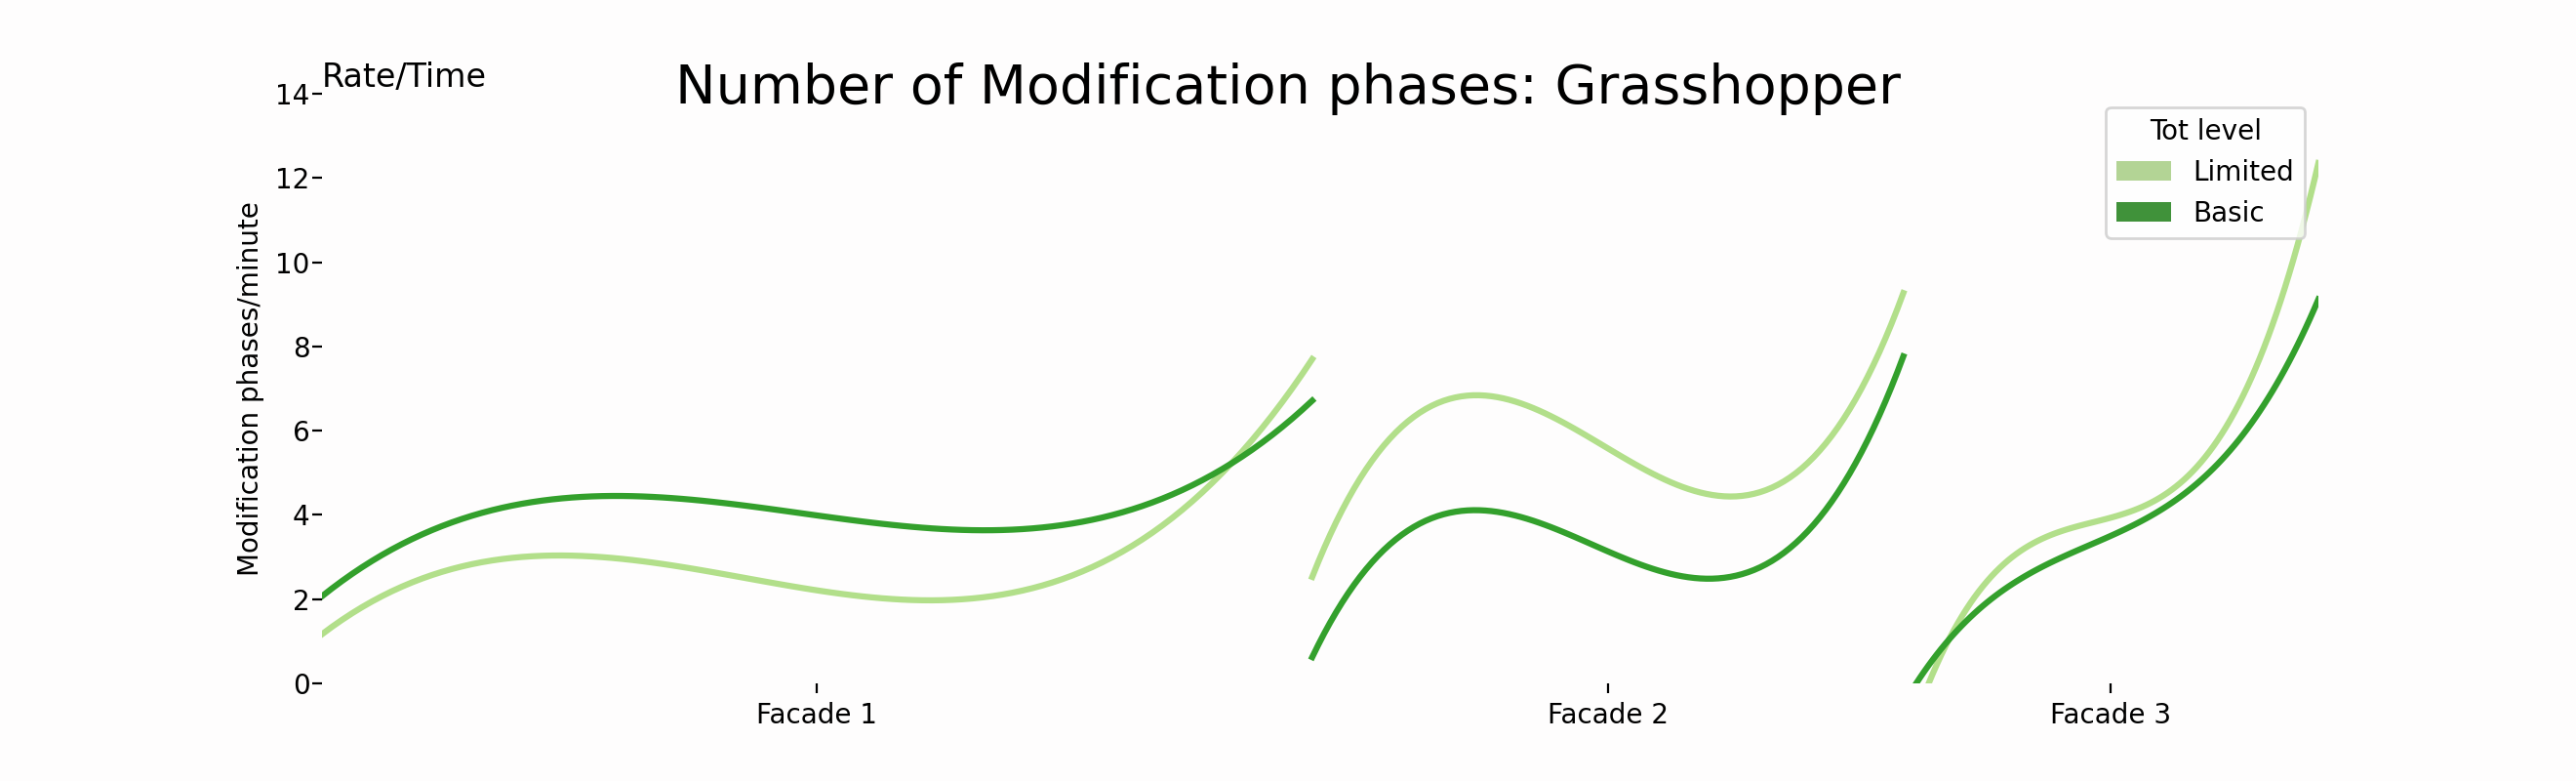 Rate/Time
Number of Modification phases: Grasshopper
14
12
10
8
6
4
2
0
Modification phases/minute
Tot level
Limited
Basic
Facade 1
Facade 2
Facade 3